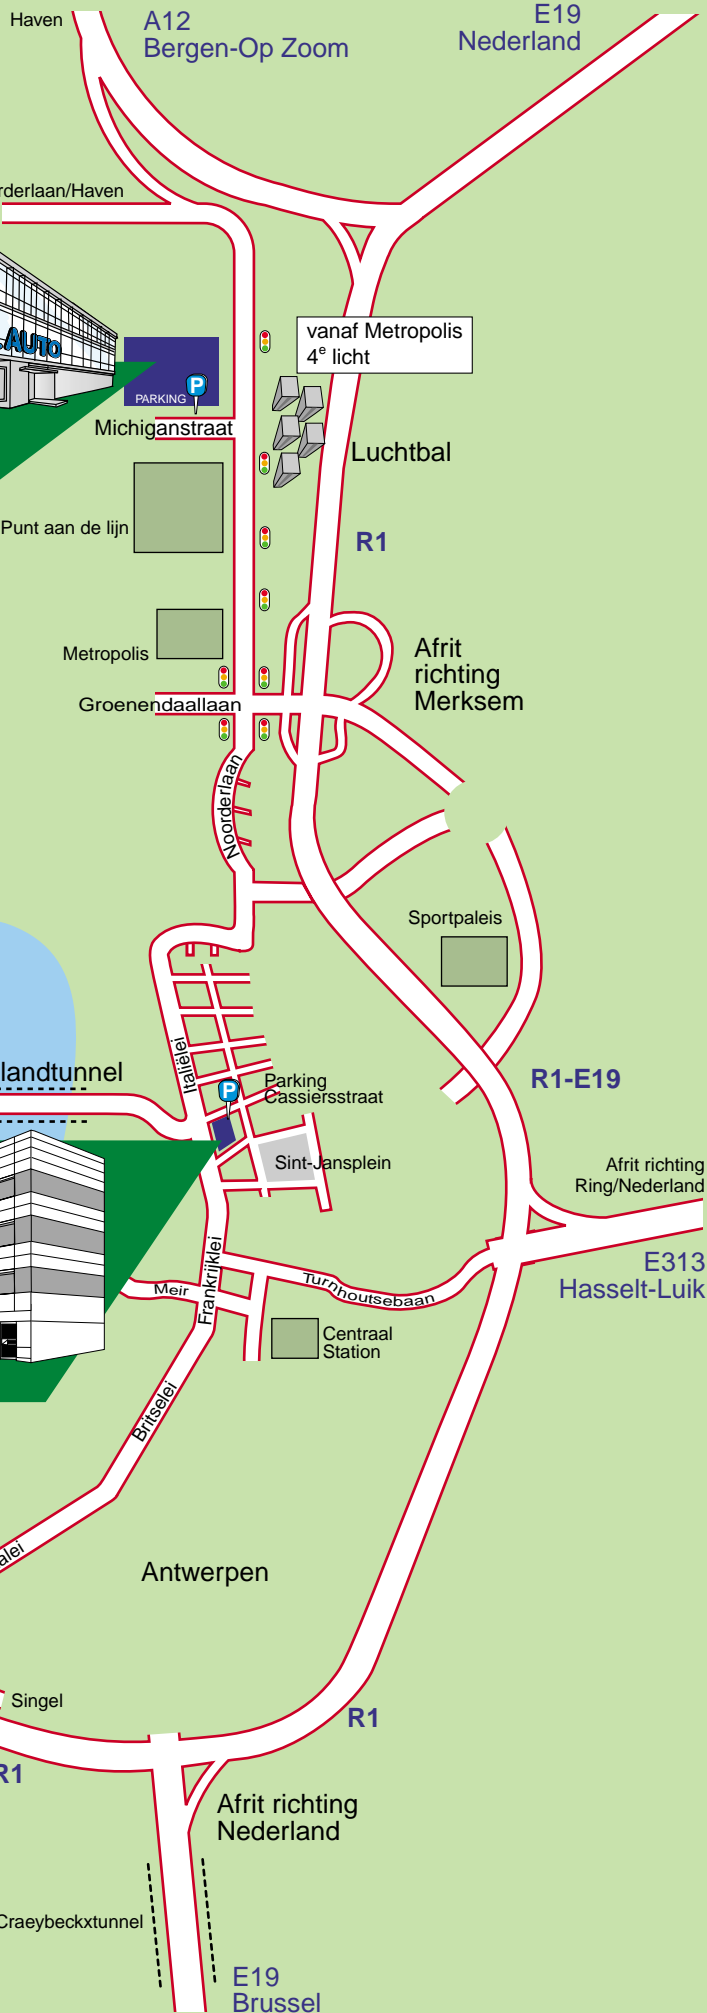 Haven
A12
Bergen-Op Zoom
E19
Nederland
rderlaan/Haven
AUTO
vanaf Metropolis
4e licht
PARKING
P
Michiganstraat
Luchtbal
Punt aan de lijn
R1
Metropolis
Afrit
richting
Merksem
Groenendaallaan
Noorderlaan
Sportpaleis
Italiëlei
landtunnel
P
Parking
Cassiersstraat
R1-E19
Sint-Jansplein
Afrit richting
Ring/Nederland
Frankrijklei
E313
Hasselt-Luik
Meir
Turnhoutsebaan
Centraal
Station
Britselei
alei
Antwerpen
Singel
R1
R1
Afrit richting
Nederland
Craeybeckxtunnel
E19
Brussel